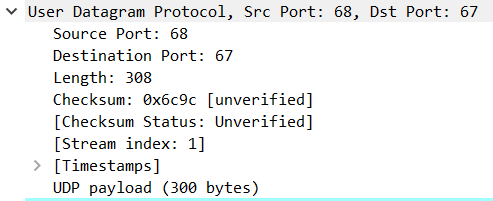 User Datagram Protocol, Src Port: 68, Dst Port: 67
Source Port: 68
Destination Port: 67
Length: 308
Checksum: 0x6c9c [unverified]
[Checksum Status: Unverified]
[Stream index: 1]
[Timestamps]
UDP payload (300 bytes)